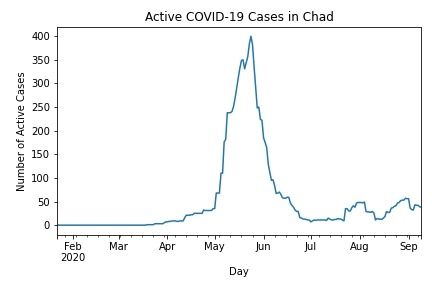 Active COVID-19 Cases in Chad
Number of Active Cases
400
350
300
250
200
150
100
50
0
Feb Mar Apr May Jun Jul Aug Sep
2020
Day